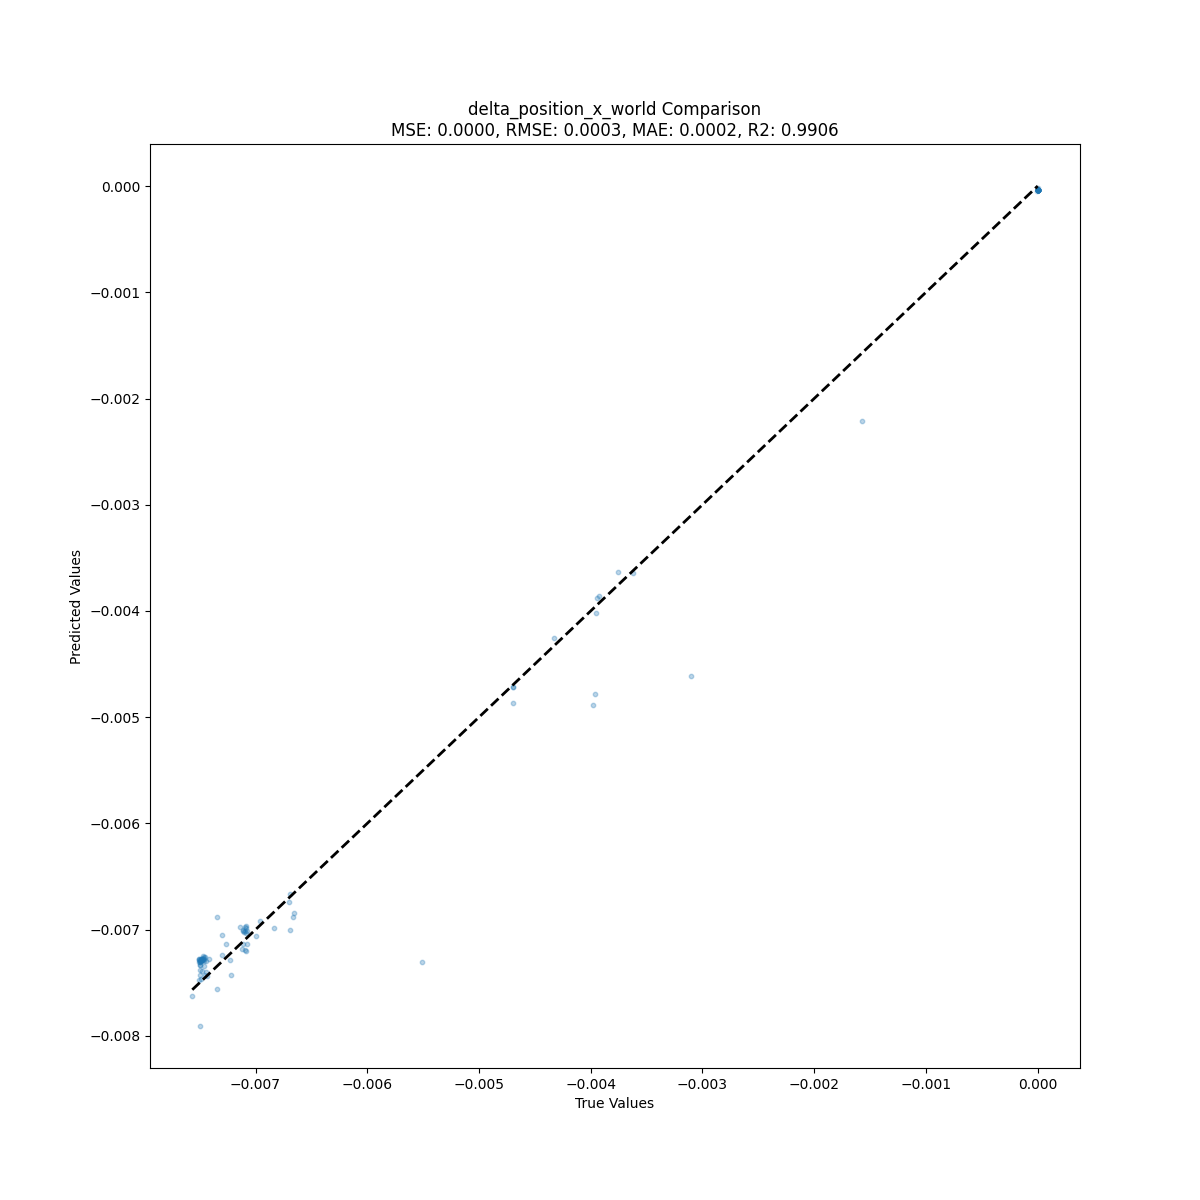 delta_position_x_world Comparison
MSE: 0.0000, RMSE: 0.0003, MAE: 0.0002, R2: 0.9906
0.000
−0.001
−0.002
−0.003
−0.004
−0.005
−0.006
−0.007
−0.008
Predicted Values
−0.007 −0.006 −0.005 −0.004 −0.003 −0.002 −0.001 0.000
True Values